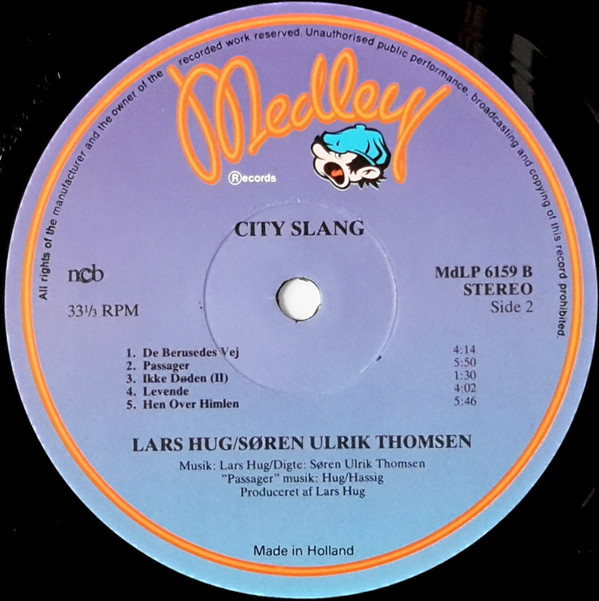 All rights of the manufacturer and the owner of the recorded work reserved. Unauthorised public performance, broadcasting and copying of this record prohibited.
Medley
Records
CITY SLANG
ncb
MdLP 6159 B
STEREO
33 1/3 RPM
Side 2
1. De Berusedes Vej 4:14
2. Passager 5:50
3. Ikke Døden (II) 1:30
4. Levende 4:02
5. Hen Over Himlen 5:46
LARS HUG/SØREN ULRIK THOMSEN
Musik: Lars Hug/Digte: Søren Ulrik Thomsen
"Passager" musik: Hug/Hassig
Produceret af Lars Hug
Made in Holland